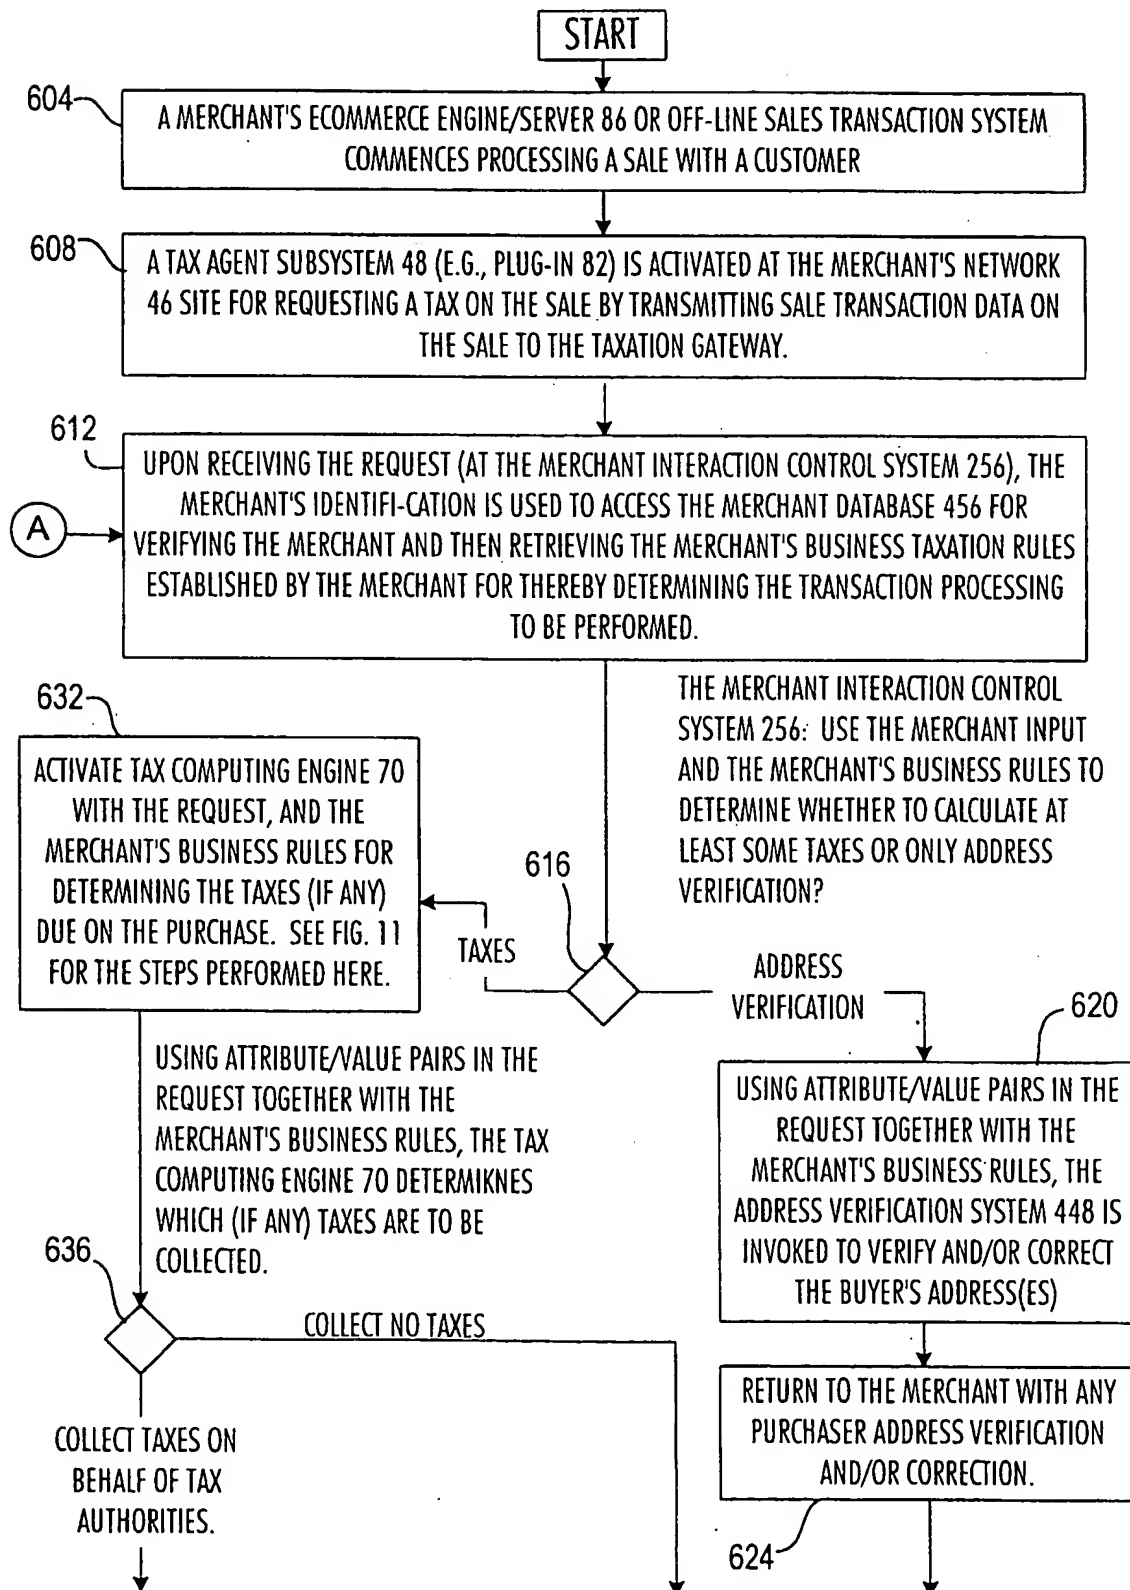 START
604
A MERCHANT'S ECOMMERCE ENGINE/SERVER 86 OR OFF-LINE SALES TRANSACTION SYSTEM
COMMENCES PROCESSING A SALE WITH A CUSTOMER
608
A TAX AGENT SUBSYSTEM 48 (E.G., PLUG-IN 82) IS ACTIVATED AT THE MERCHANT'S NETWORK
46 SITE FOR REQUESTING A TAX ON THE SALE BY TRANSMITTING SALE TRANSACTION DATA ON
THE SALE TO THE TAXATION GATEWAY.
612
UPON RECEIVING THE REQUEST (AT THE MERCHANT INTERACTION CONTROL SYSTEM 256), THE
MERCHANT'S IDENTIFI-CATION IS USED TO ACCESS THE MERCHANT DATABASE 456 FOR
VERIFYING THE MERCHANT AND THEN RETRIEVING THE MERCHANT'S BUSINESS TAXATION RULES
ESTABLISHED BY THE MERCHANT FOR THEREBY DETERMINING THE TRANSACTION PROCESSING
TO BE PERFORMED.
A
THE MERCHANT INTERACTION CONTROL
SYSTEM 256: USE THE MERCHANT INPUT
AND THE MERCHANT'S BUSINESS RULES TO
DETERMINE WHETHER TO CALCULATE AT
LEAST SOME TAXES OR ONLY ADDRESS
VERIFICATION?
632
ACTIVATE TAX COMPUTING ENGINE 70
WITH THE REQUEST, AND THE
MERCHANT'S BUSINESS RULES FOR
DETERMINING THE TAXES (IF ANY)
DUE ON THE PURCHASE. SEE FIG. 11
FOR THE STEPS PERFORMED HERE.
616
TAXES
ADDRESS
VERIFICATION
620
USING ATTRIBUTE/VALUE PAIRS IN THE
REQUEST TOGETHER WITH THE
MERCHANT'S BUSINESS RULES, THE TAX
COMPUTING ENGINE 70 DETERMIKNES
WHICH (IF ANY) TAXES ARE TO BE
COLLECTED.
USING ATTRIBUTE/VALUE PAIRS IN THE
REQUEST TOGETHER WITH THE
MERCHANT'S BUSINESS RULES, THE
ADDRESS VERIFICATION SYSTEM 448 IS
INVOKED TO VERIFY AND/OR CORRECT
THE BUYER'S ADDRESS(ES)
636
COLLECT NO TAXES
COLLECT TAXES ON
BEHALF OF TAX
AUTHORITIES.
RETURN TO THE MERCHANT WITH ANY
PURCHASER ADDRESS VERIFICATION
AND/OR CORRECTION.
624